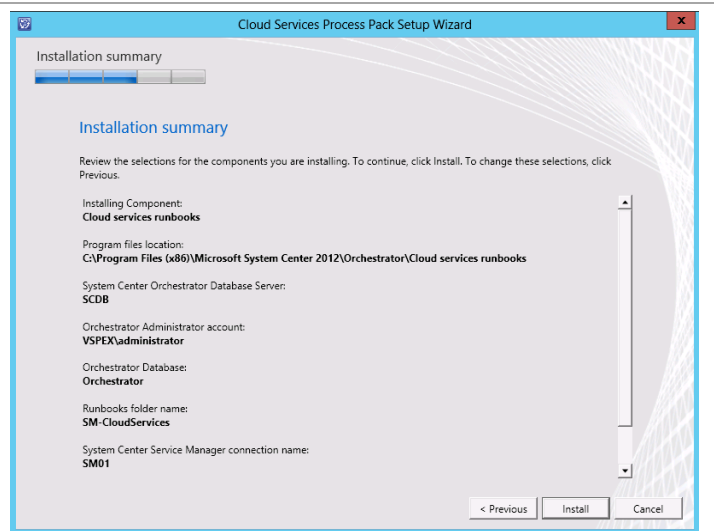 Cloud Services Process Pack Setup Wizard
x
Installation summary
Installation summary
Review the selections for the components you are installing. To continue, click Install. To change these selections, click
Previous.
Installing Component:
Cloud services runbooks
Program files location:
C:\Program Files (x86)\Microsoft System Center 2012\Orchestrator\Cloud services runbooks
System Center Orchestrator Database Server:
SCDB
Orchestrator Administrator account:
VSPEX\administrator
Orchestrator Database:
Orchestrator
Runbooks folder name:
SM-CloudServices
System Center Service Manager connection name:
SM01
< Previous Install Cancel